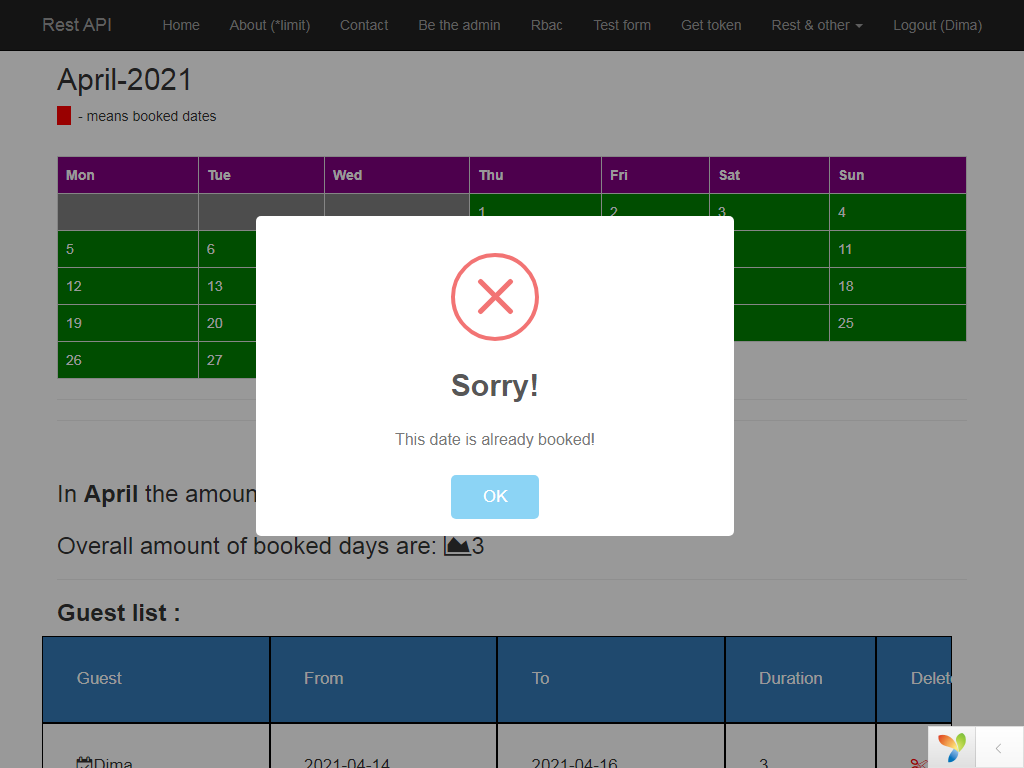 Rest API Home About (*limit) Contact Be the admin Rbac Test form Get token Rest & other Logout (Dima)
April-2021
- means booked dates
Mon Tue Wed Thu Fri Sat Sun
1 2 3 4
5 6 11
12 13 18
19 20 25
26 27
Sorry!
This date is already booked!
OK
In April the amoun
Overall amount of booked days are: 3
Guest list :
Guest From To Duration Delet
Dima 2021-04-14 2021-04-16 3